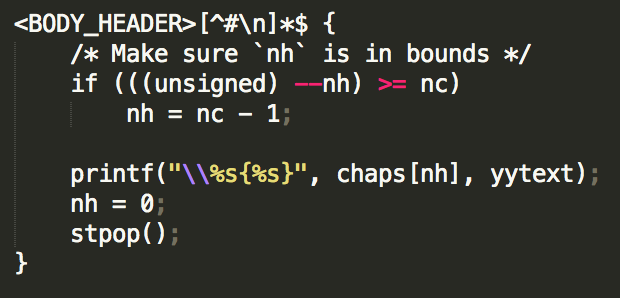 <BODY_HEADER>[^#\n]*$ {
    /* Make sure `nh` is in bounds */
    if (((unsigned) --nh) >= nc)
        nh = nc - 1;

    printf("\\%s{%s}", chaps[nh], yytext);
    nh = 0;
    stpop();
}